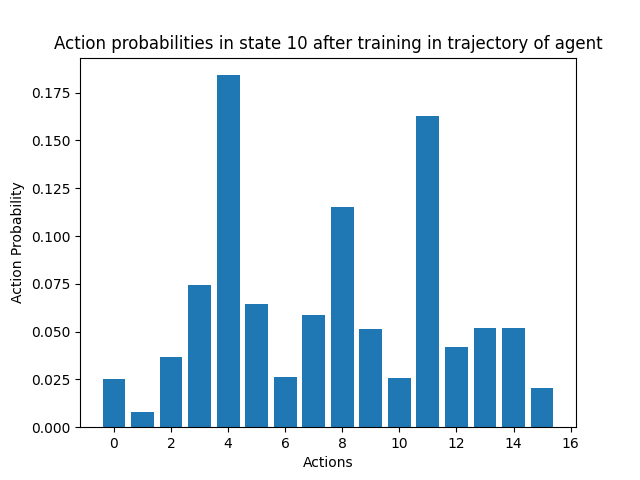 Action probabilities in state 10 after training in trajectory of agent
0.175
0.150
0.125
0.100
0.075
0.050
0.025
0.000
Action Probability
0 2 4 6 8 10 12 14 16
Actions